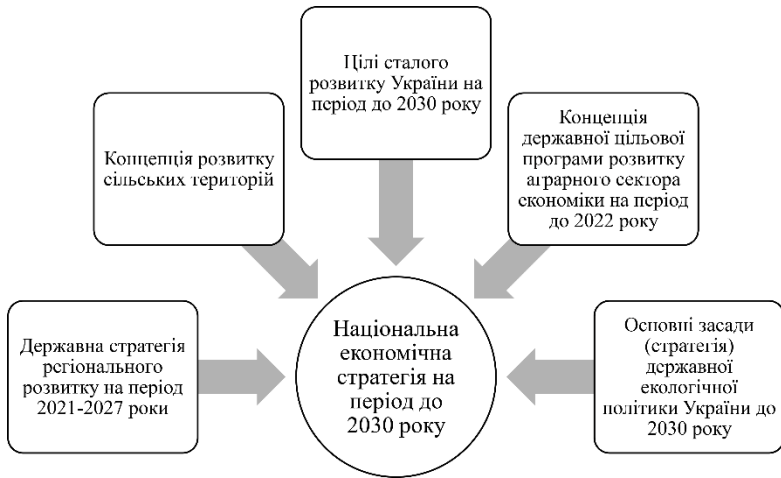 Цілі сталого
розвитку України на
період до 2030 року
Концепція розвитку
сільських територій
Концепція
державної цільової
програми розвитку
аграрного сектора
економіки на період
до 2022 року
Державна стратегія
регіонального
розвитку на період
2021-2027 роки
Національна
економічна
стратегія на
період до
2030 року
Основні засади
(стратегія)
державної
екологічної
політики України до
2030 року